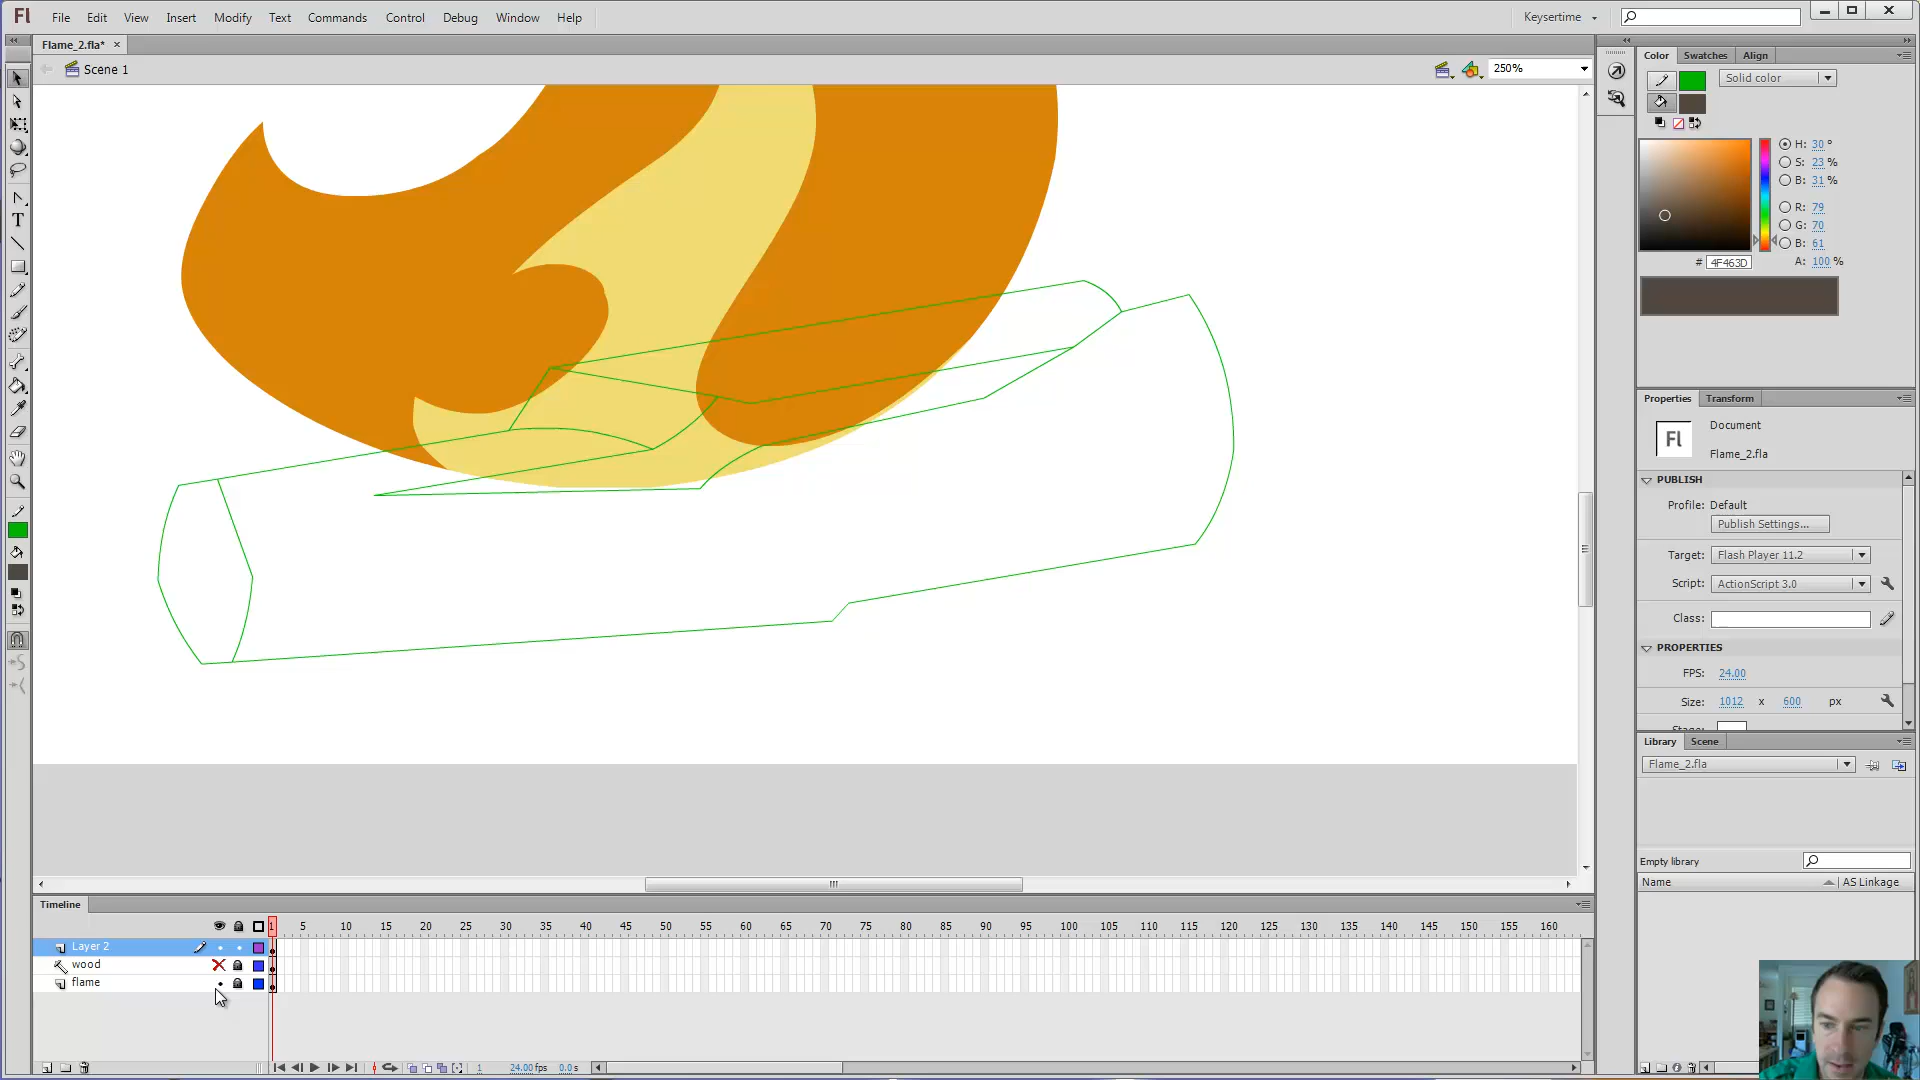 Fl File Edit View Insert Modify Text Commands Control Debug Window Help Keysertime
Flame_2.fla* ×
Scene 1 250%
Color Swatches Align
Solid color
H: 30 °
S: 23 %
B: 31 %
R: 79
G: 70
B: 61
# 4F463D A: 100 %
Properties Transform
Fl Document
Flame_2.fla
PUBLISH
Profile: Default
Publish Settings...
Target: Flash Player 11.2
Script: ActionScript 3.0
Class:
PROPERTIES
FPS: 24.00
Size: 1012 x 600 px
Library Scene
Flame_2.fla
Empty library
Name AS Linkage
T
Timeline
1 5 10 15 20 25 30 35 40 45 50 55 60 65 70 75 80 85 90 95 100 105 110 115 120 125 130 135 140 145 150 155 160
Layer 2
wood
flame
1 24.00fps 0.0s